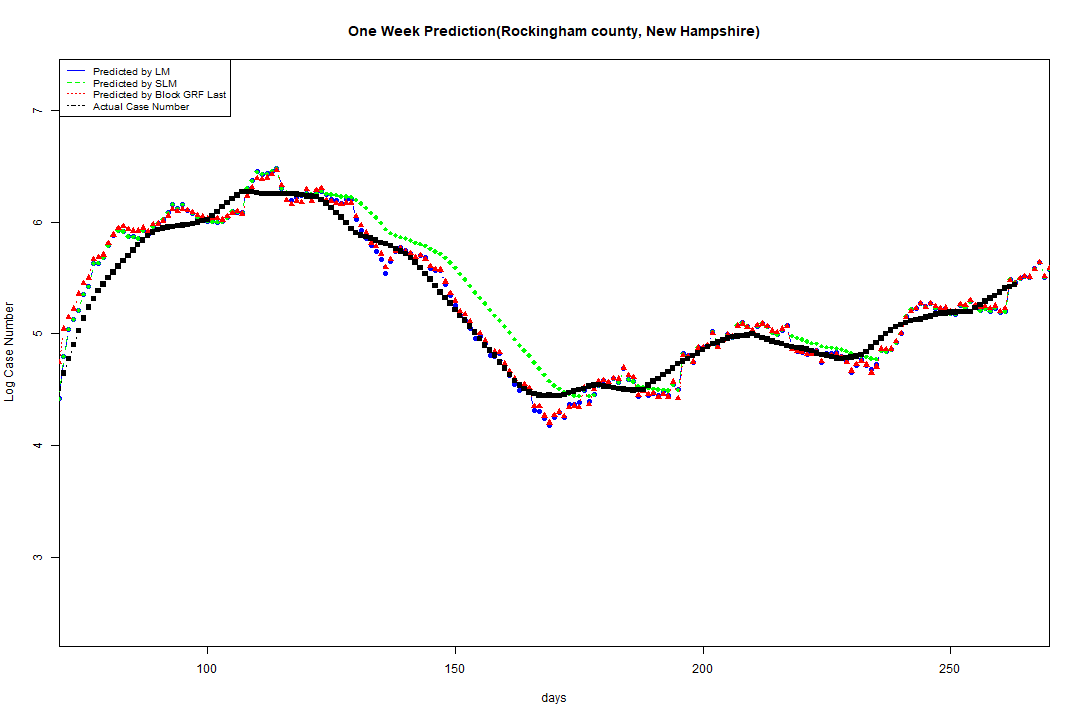 One Week Prediction(Rockingham county, New Hampshire)
Predicted by LM
Predicted by SLM
Predicted by Block GRF Last
Actual Case Number
7
6
5
4
3
Log Case Number
100 150 200 250
days